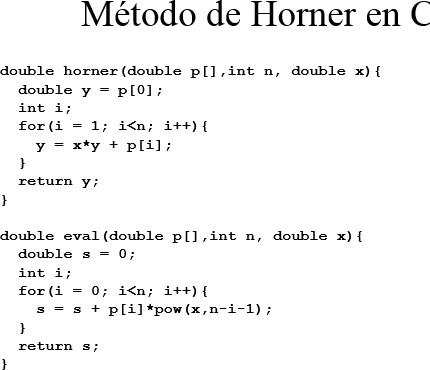 Método de Horner en C
double horner(double p[],int n, double x){
double y = p[0];
int i;
for(i = 1; i<n; i++){
y = x*y + p[i];
}
return y;
}
double eval(double p[],int n, double x){
double s = 0;
int i;
for(i = 0; i<n; i++){
s = s + p[i]*pow(x,n-i-1);
}
return s;
}